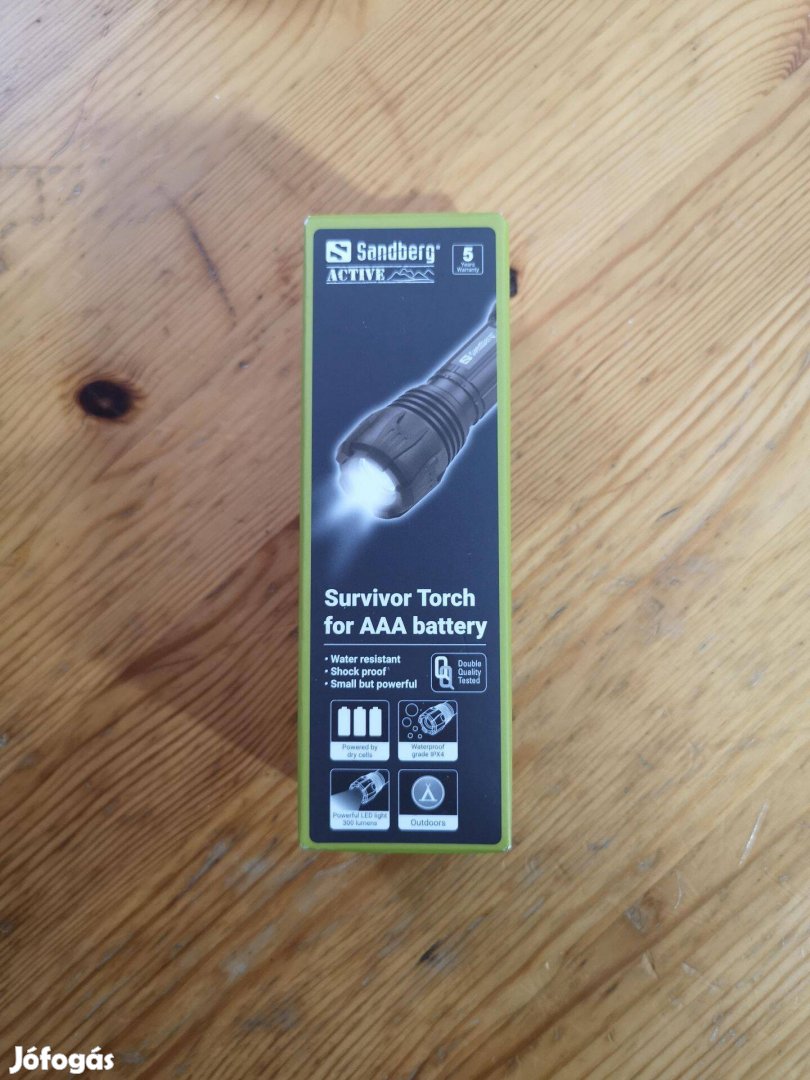 Sandberg®
ACTIVE
5
Years
Warranty
Sandberg
Survivor Torch
for AAA battery
• Water resistant
• Shock proof
• Small but powerful
Double
Quality
Tested
Powered by
dry cells
Waterproof
grade IPX4
Powerful LED light
300 lumens
Outdoors
Jófogás